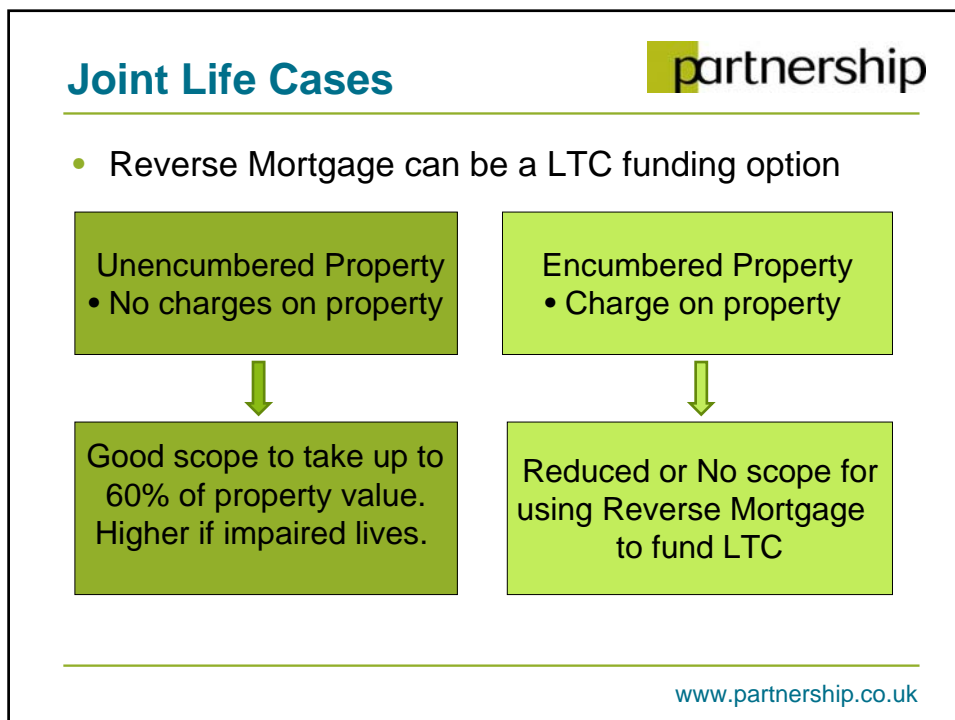 Joint Life Cases
partnership
• Reverse Mortgage can be a LTC funding option
Unencumbered Property
• No charges on property
Encumbered Property
• Charge on property
Good scope to take up to
60% of property value.
Higher if impaired lives.
Reduced or No scope for
using Reverse Mortgage
to fund LTC
www.partnership.co.uk